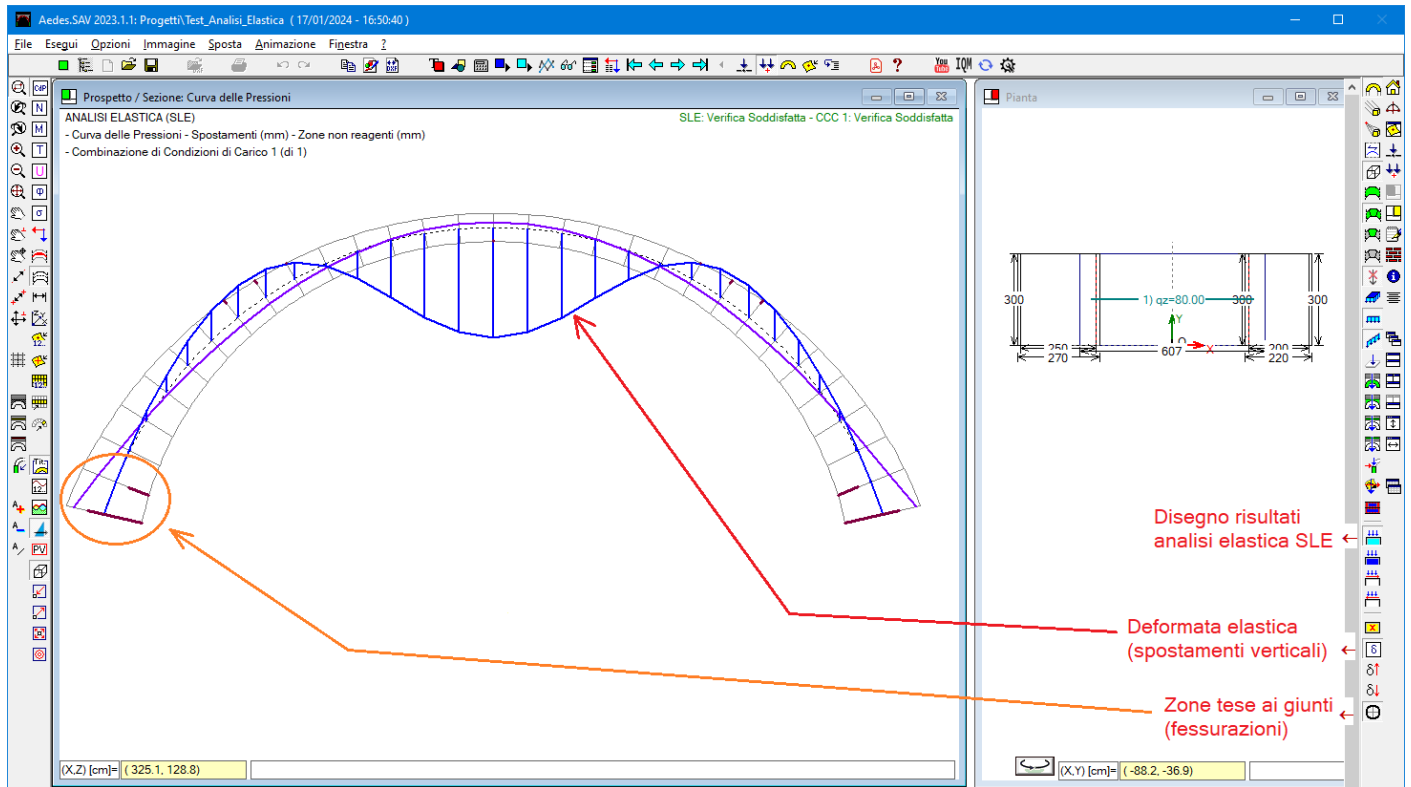 Aedes.SAV 2023.1.1: Progetti\Test_Analisi_Elastica ( 17/01/2024 - 16:50:40 )
File Esegui Opzioni Immagine Sposta Animazione Finestra ?
You IQM
Prospetto / Sezione: Curva delle Pressioni
ANALISI ELASTICA (SLE)
SLE: Verifica Soddisfatta - CCC 1: Verifica Soddisfatta
- Curva delle Pressioni - Spostamenti (mm) - Zone non reagenti (mm)
- Combinazione di Condizioni di Carico 1 (di 1)
CdP
N
M
T
U
φ
σ
PV
Pianta
300
1) qz=80.00
300
300
Y
X
250
607
200
270
220
Disegno risultati
analisi elastica SLE ←
Deformata elastica
(spostamenti verticali) ←
δ
δ↑
δ↓
Zone tese ai giunti
(fessurazioni) ←
(X,Z) [cm]= ( 325.1, 128.8)
(X,Y) [cm]= ( -88.2, -36.9)